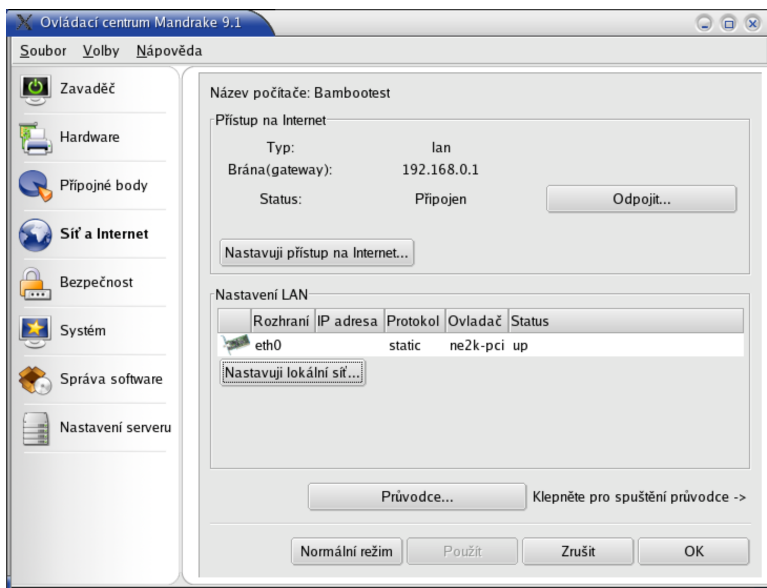 Ovládací centrum Mandrake 9.1
Soubor Volby Nápověda
Zavaděč
Hardware
Přípojné body
Síť a Internet
Bezpečnost
Systém
Správa software
Nastavení serveru
Název počítače: Bambootest
Přístup na Internet
Typ: lan
Brána(gateway): 192.168.0.1
Status: Připojen Odpojit...
Nastavuji přístup na Internet...
Nastavení LAN
Rozhraní IP adresa Protokol Ovladač Status
eth0 static ne2k-pci up
Nastavuji lokální síť...
Průvodce... Klepněte pro spuštění průvodce ->
Normální režim Použít Zrušit OK